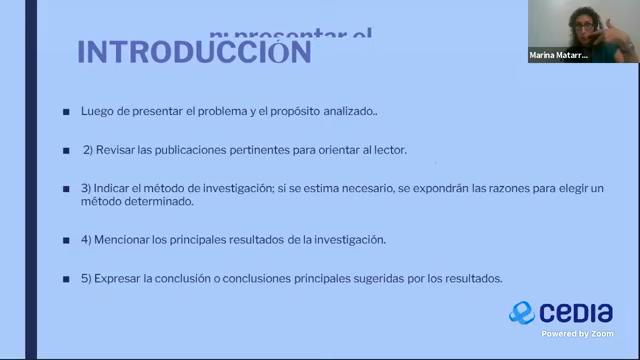 ni presentar el
INTRODUCCIÓN
Marina Matarr...
■ Luego de presentar el problema y el propósito analizado..
■ 2) Revisar las publicaciones pertinentes para orientar al lector.
■ 3) Indicar el método de investigación; si se estima necesario, se expondrán las razones para elegir un
método determinado.
■ 4) Mencionar los principales resultados de la investigación.
■ 5) Expresar la conclusión o conclusiones principales sugeridas por los resultados.
cedia
Powered by Zoom